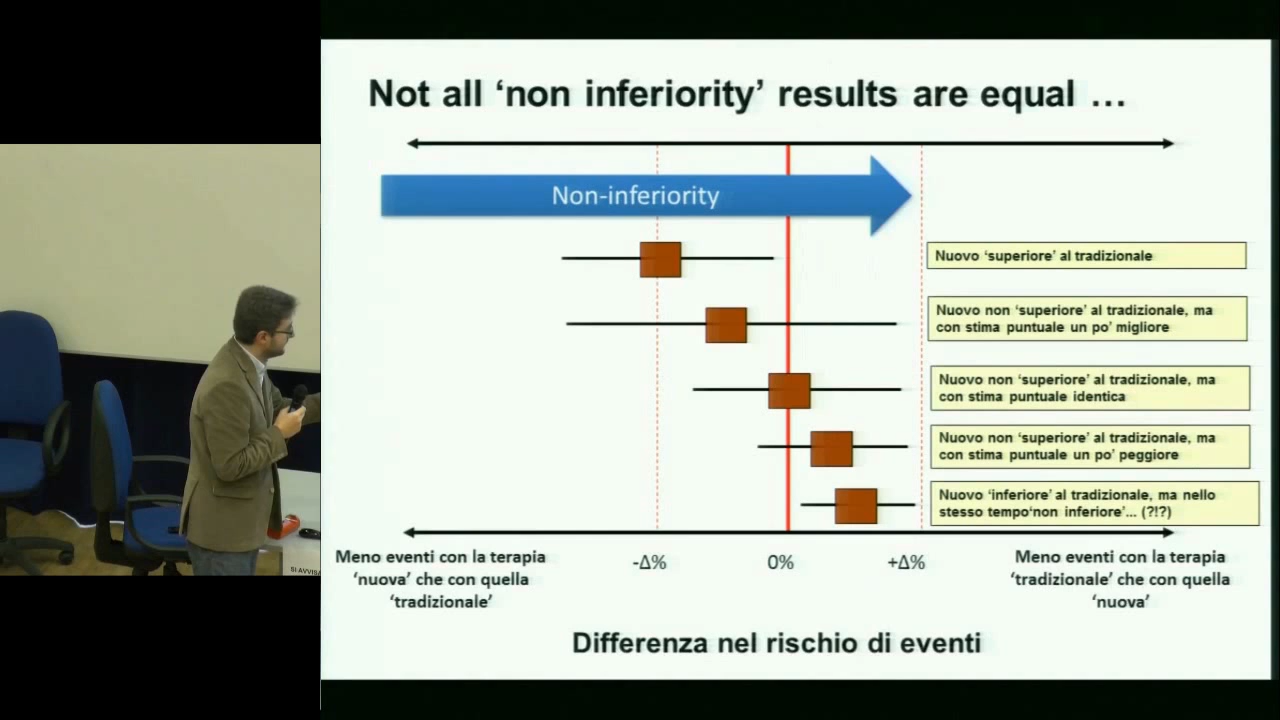 Not all ‘non inferiority’ results are equal …
Non-inferiority
Nuovo ‘superiore’ al tradizionale
Nuovo non ‘superiore’ al tradizionale, ma
con stima puntuale un po’ migliore
Nuovo non ‘superiore’ al tradizionale, ma
con stima puntuale identica
Nuovo non ‘superiore’ al tradizionale, ma
con stima puntuale un po’ peggiore
Nuovo ‘inferiore’ al tradizionale, ma nello
stesso tempo‘non inferiore’... (?!?)
Meno eventi con la terapia
‘nuova’ che con quella
‘tradizionale’
-Δ%
0%
+Δ%
Meno eventi con la terapia
‘tradizionale’ che con quella
‘nuova’
Differenza nel rischio di eventi
SI AVVISA